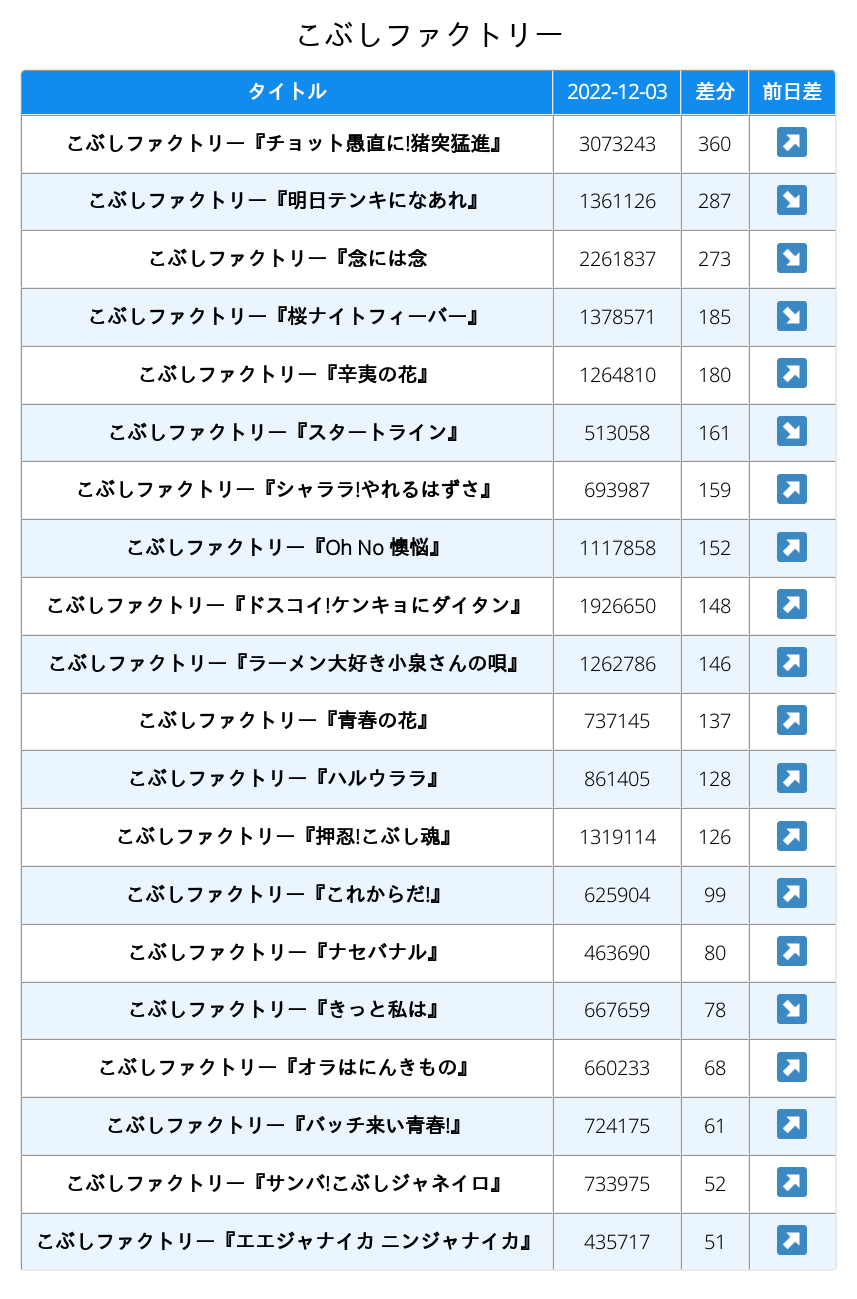 こぶしファクトリー
タイトル 2022-12-03 差分 前日差
こぶしファクトリー『チョット愚直に!猪突猛進』 3073243 360 ↗
こぶしファクトリー『明日テンキになあれ』 1361126 287 ↘
こぶしファクトリー『念には念 2261837 273 ↘
こぶしファクトリー『桜ナイトフィーバー』 1378571 185 ↘
こぶしファクトリー『辛夷の花』 1264810 180 ↗
こぶしファクトリー『スタートライン』 513058 161 ↘
こぶしファクトリー『シャララ!やれるはずさ』 693987 159 ↗
こぶしファクトリー『Oh No 懊悩』 1117858 152 ↗
こぶしファクトリー『ドスコイ!ケンキョにダイタン』 1926650 148 ↗
こぶしファクトリー『ラーメン大好き小泉さんの唄』 1262786 146 ↗
こぶしファクトリー『青春の花』 737145 137 ↗
こぶしファクトリー『ハルウララ』 861405 128 ↗
こぶしファクトリー『押忍!こぶし魂』 1319114 126 ↗
こぶしファクトリー『これからだ!』 625904 99 ↗
こぶしファクトリー『ナセバナル』 463690 80 ↗
こぶしファクトリー『きっと私は』 667659 78 ↘
こぶしファクトリー『オラはにんきもの』 660233 68 ↗
こぶしファクトリー『バッチ来い青春!』 724175 61 ↗
こぶしファクトリー『サンバ!こぶしジャネイロ』 733975 52 ↗
こぶしファクトリー『エエジャナイカ ニンジャナイカ』 435717 51 ↗